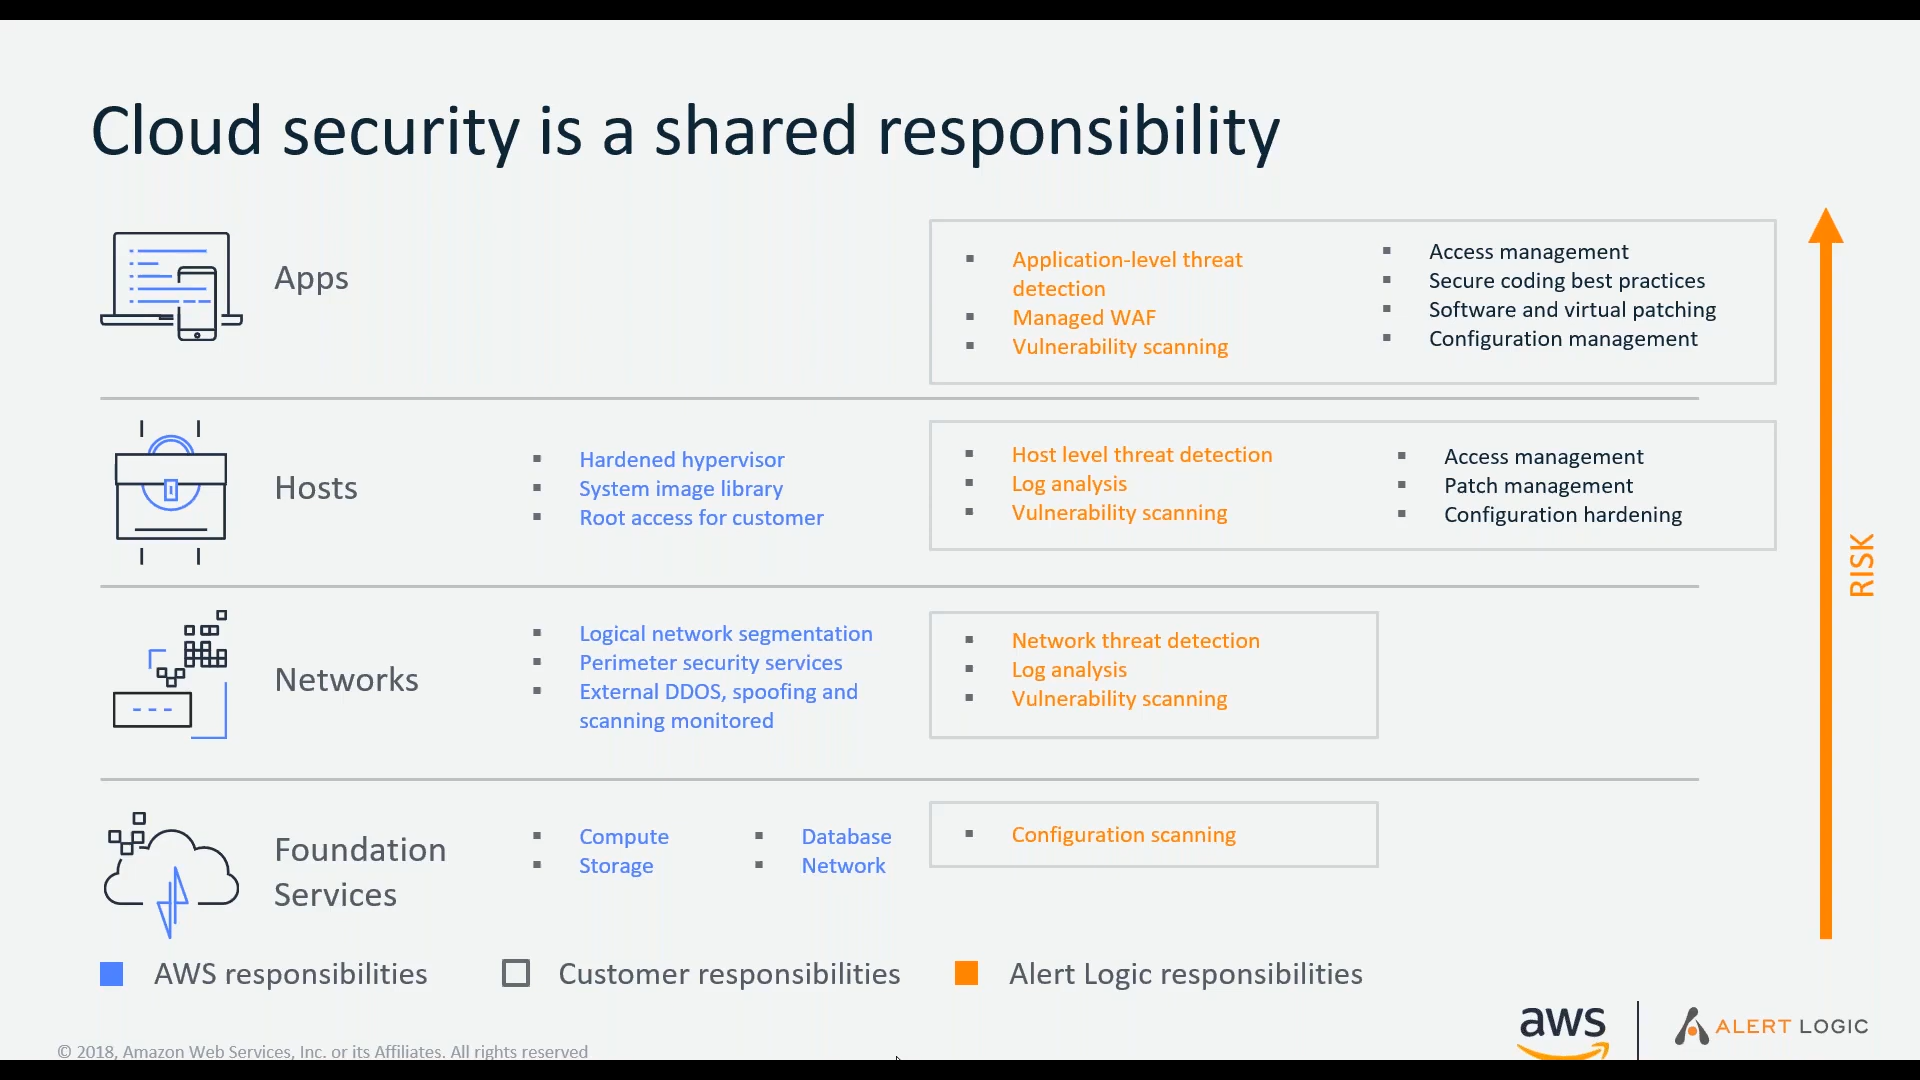 Cloud security is a shared responsibility
Apps
Application-level threat
detection
Managed WAF
Vulnerability scanning
Access management
Secure coding best practices
Software and virtual patching
Configuration management
Hosts
Hardened hypervisor
System image library
Root access for customer
Host level threat detection
Log analysis
Vulnerability scanning
Access management
Patch management
Configuration hardening
RISK
Networks
Logical network segmentation
Perimeter security services
External DDOS, spoofing and
scanning monitored
Network threat detection
Log analysis
Vulnerability scanning
Foundation
Services
Compute
Storage
Database
Network
Configuration scanning
AWS responsibilities
Customer responsibilities
Alert Logic responsibilities
aws
ALERT LOGIC
© 2018, Amazon Web Services, Inc. or its Affiliates. All rights reserved